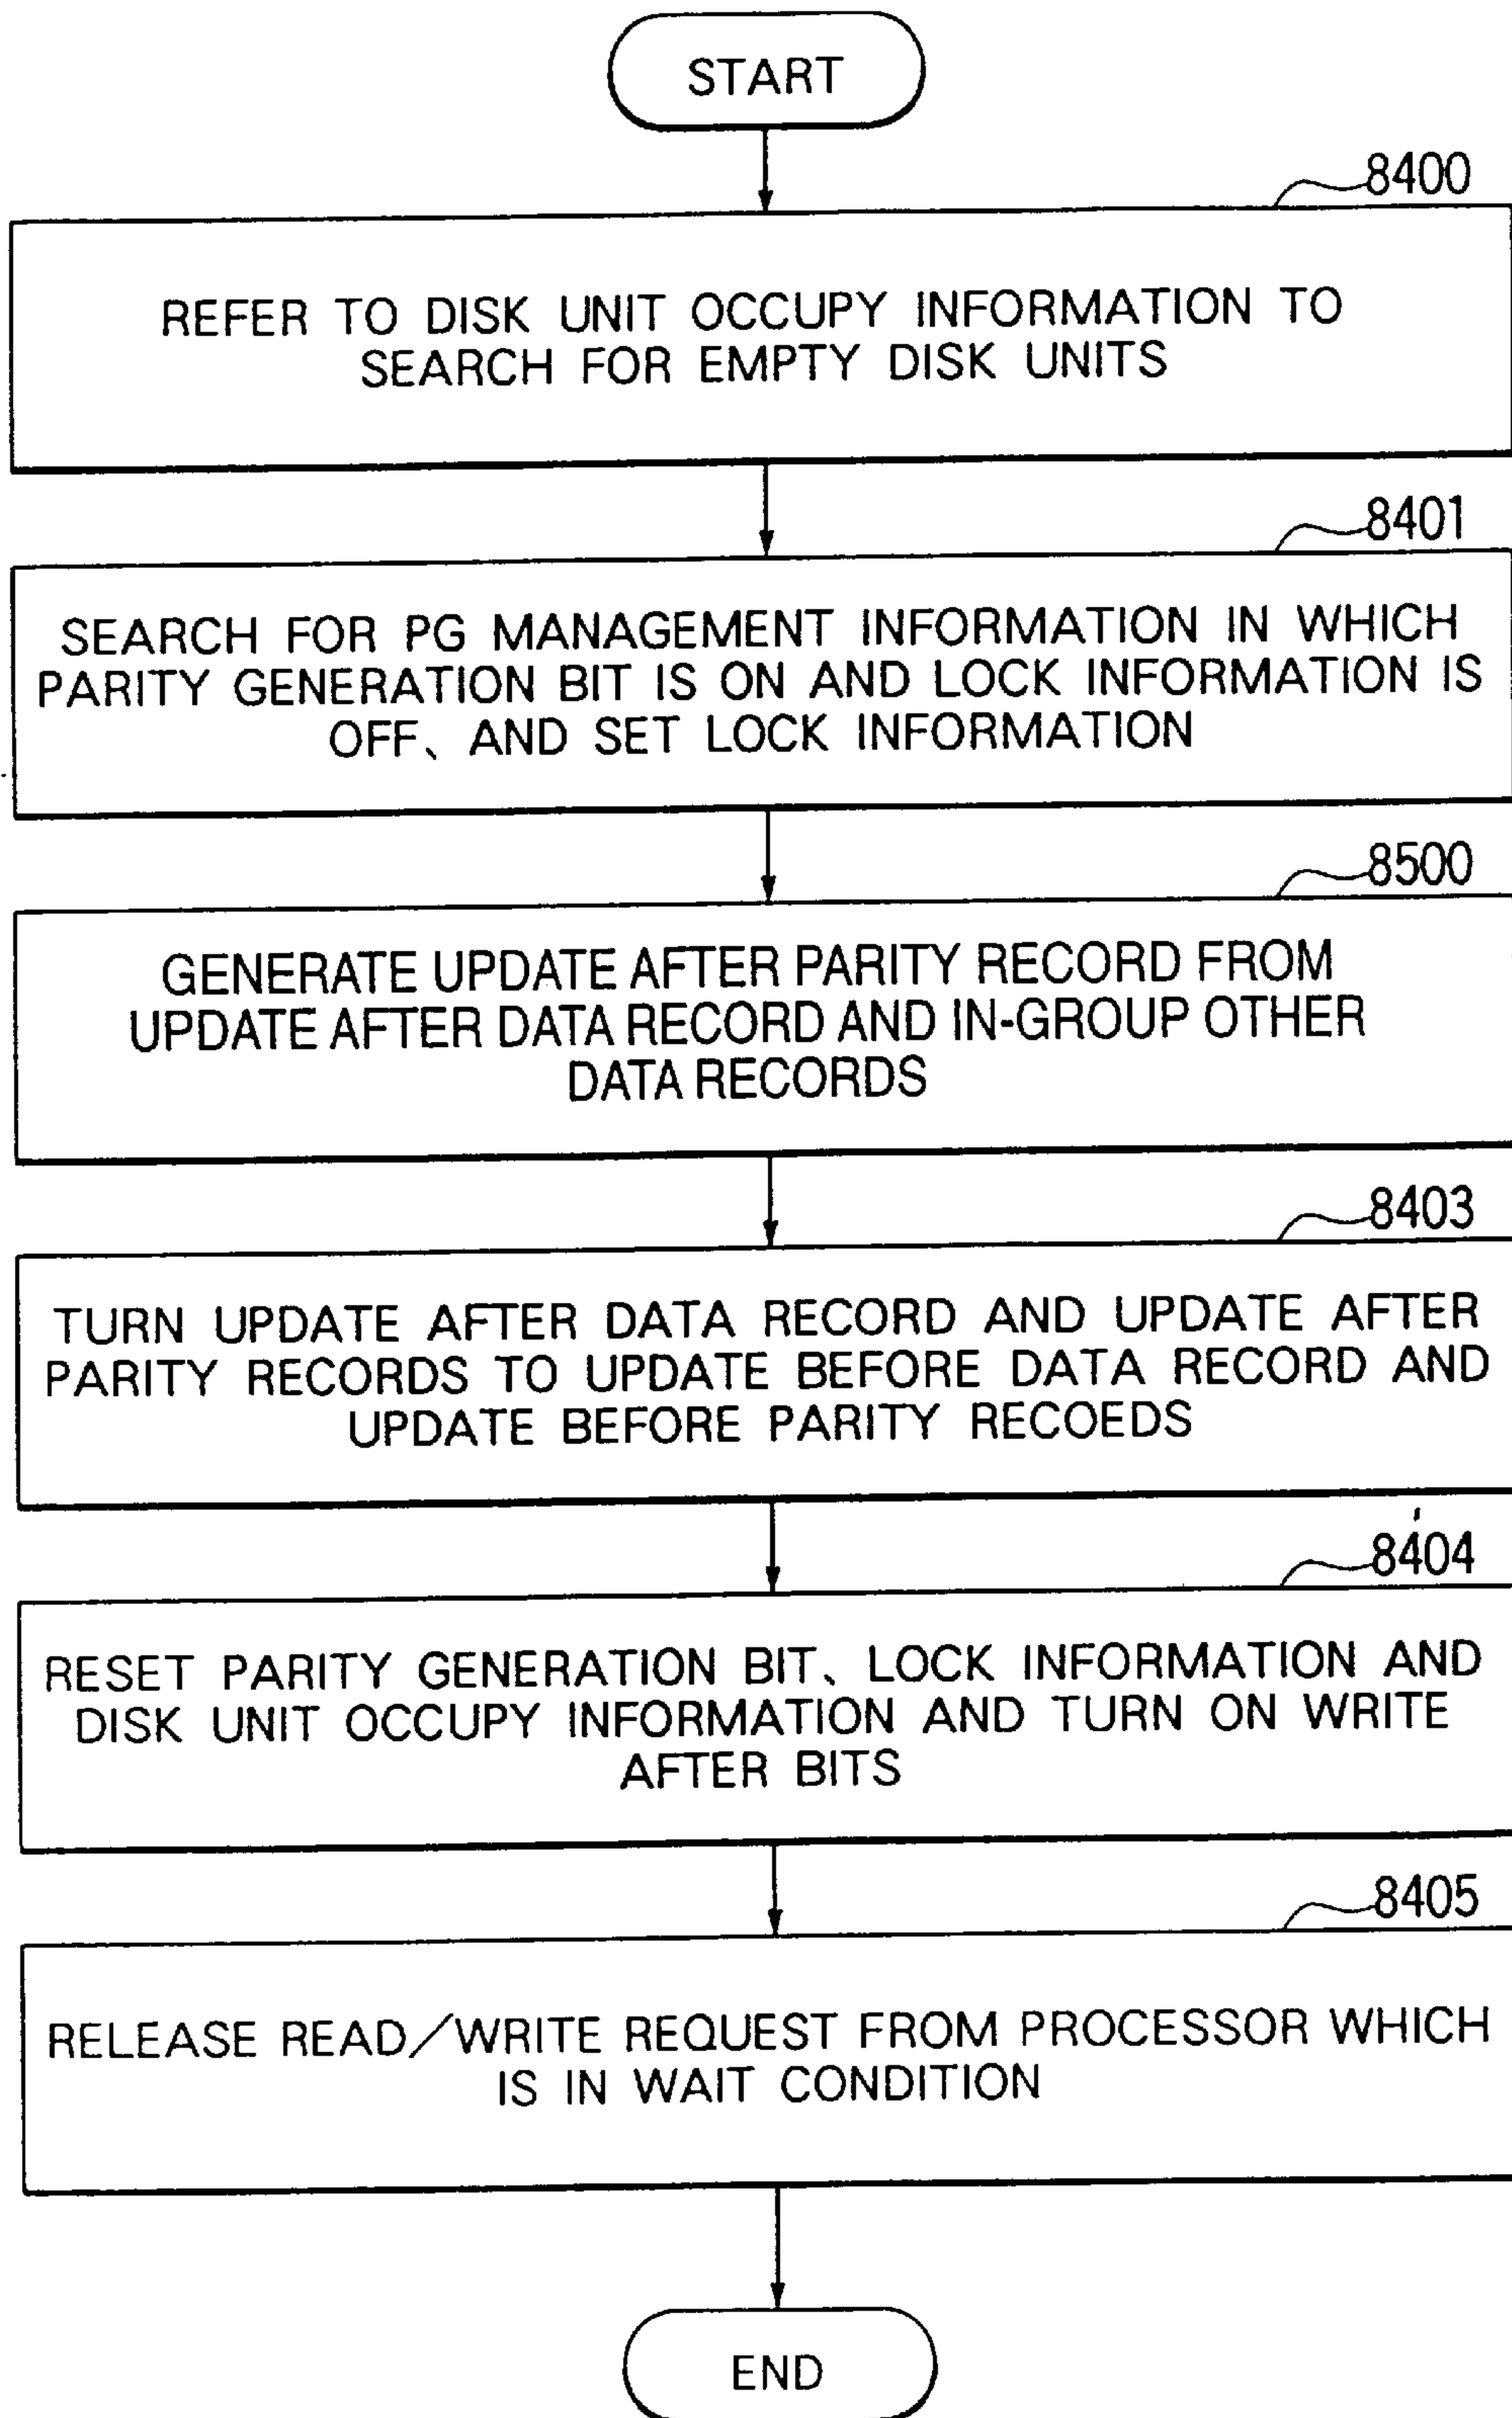 START
8400
REFER TO DISK UNIT OCCUPY INFORMATION TO
SEARCH FOR EMPTY DISK UNITS
8401
SEARCH FOR PG MANAGEMENT INFORMATION IN WHICH
PARITY GENERATION BIT IS ON AND LOCK INFORMATION IS
OFF、AND SET LOCK INFORMATION
8500
GENERATE UPDATE AFTER PARITY RECORD FROM
UPDATE AFTER DATA RECORD AND IN-GROUP OTHER
DATA RECORDS
8403
TURN UPDATE AFTER DATA RECORD AND UPDATE AFTER
PARITY RECORDS TO UPDATE BEFORE DATA RECORD AND
UPDATE BEFORE PARITY RECOEDS
8404
RESET PARITY GENERATION BIT、LOCK INFORMATION AND
DISK UNIT OCCUPY INFORMATION AND TURN ON WRITE
AFTER BITS
8405
RELEASE READ/WRITE REQUEST FROM PROCESSOR WHICH
IS IN WAIT CONDITION
END